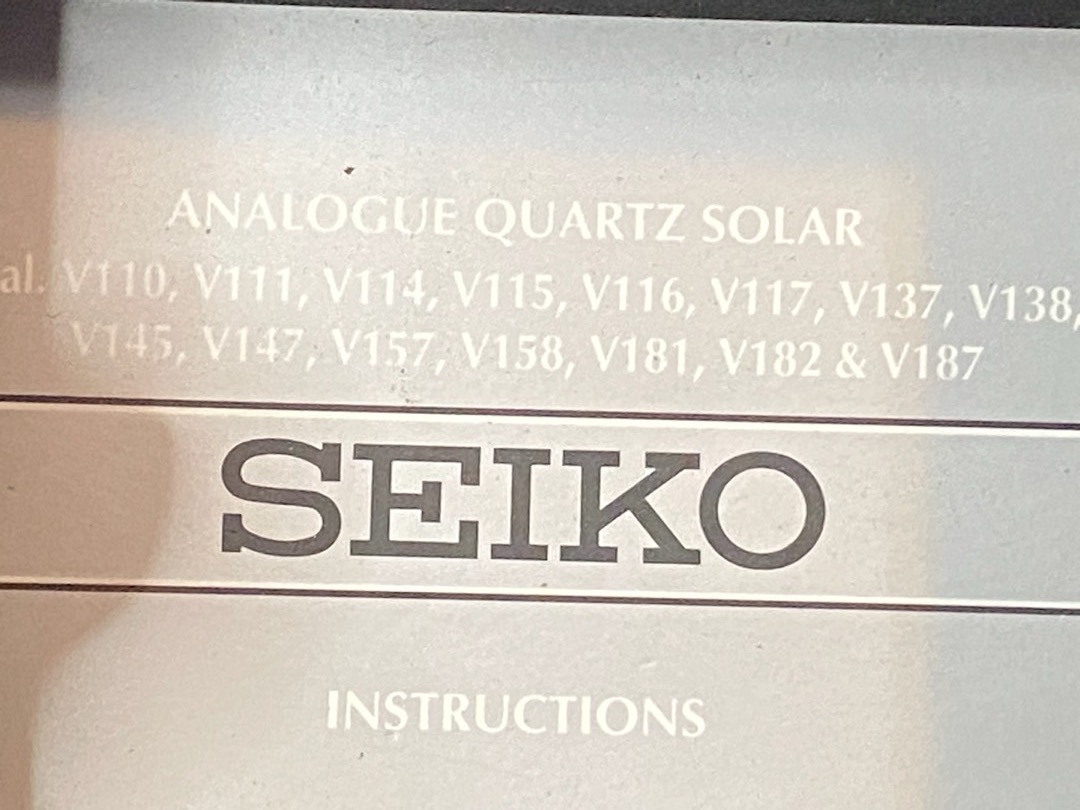 ANALOGUE QUARTZ SOLAR
al. V110, V111, V114, V115, V116, V117, V137, V138,
V145, V147, V157, V158, V181, V182 & V187
SEIKO
INSTRUCTIONS